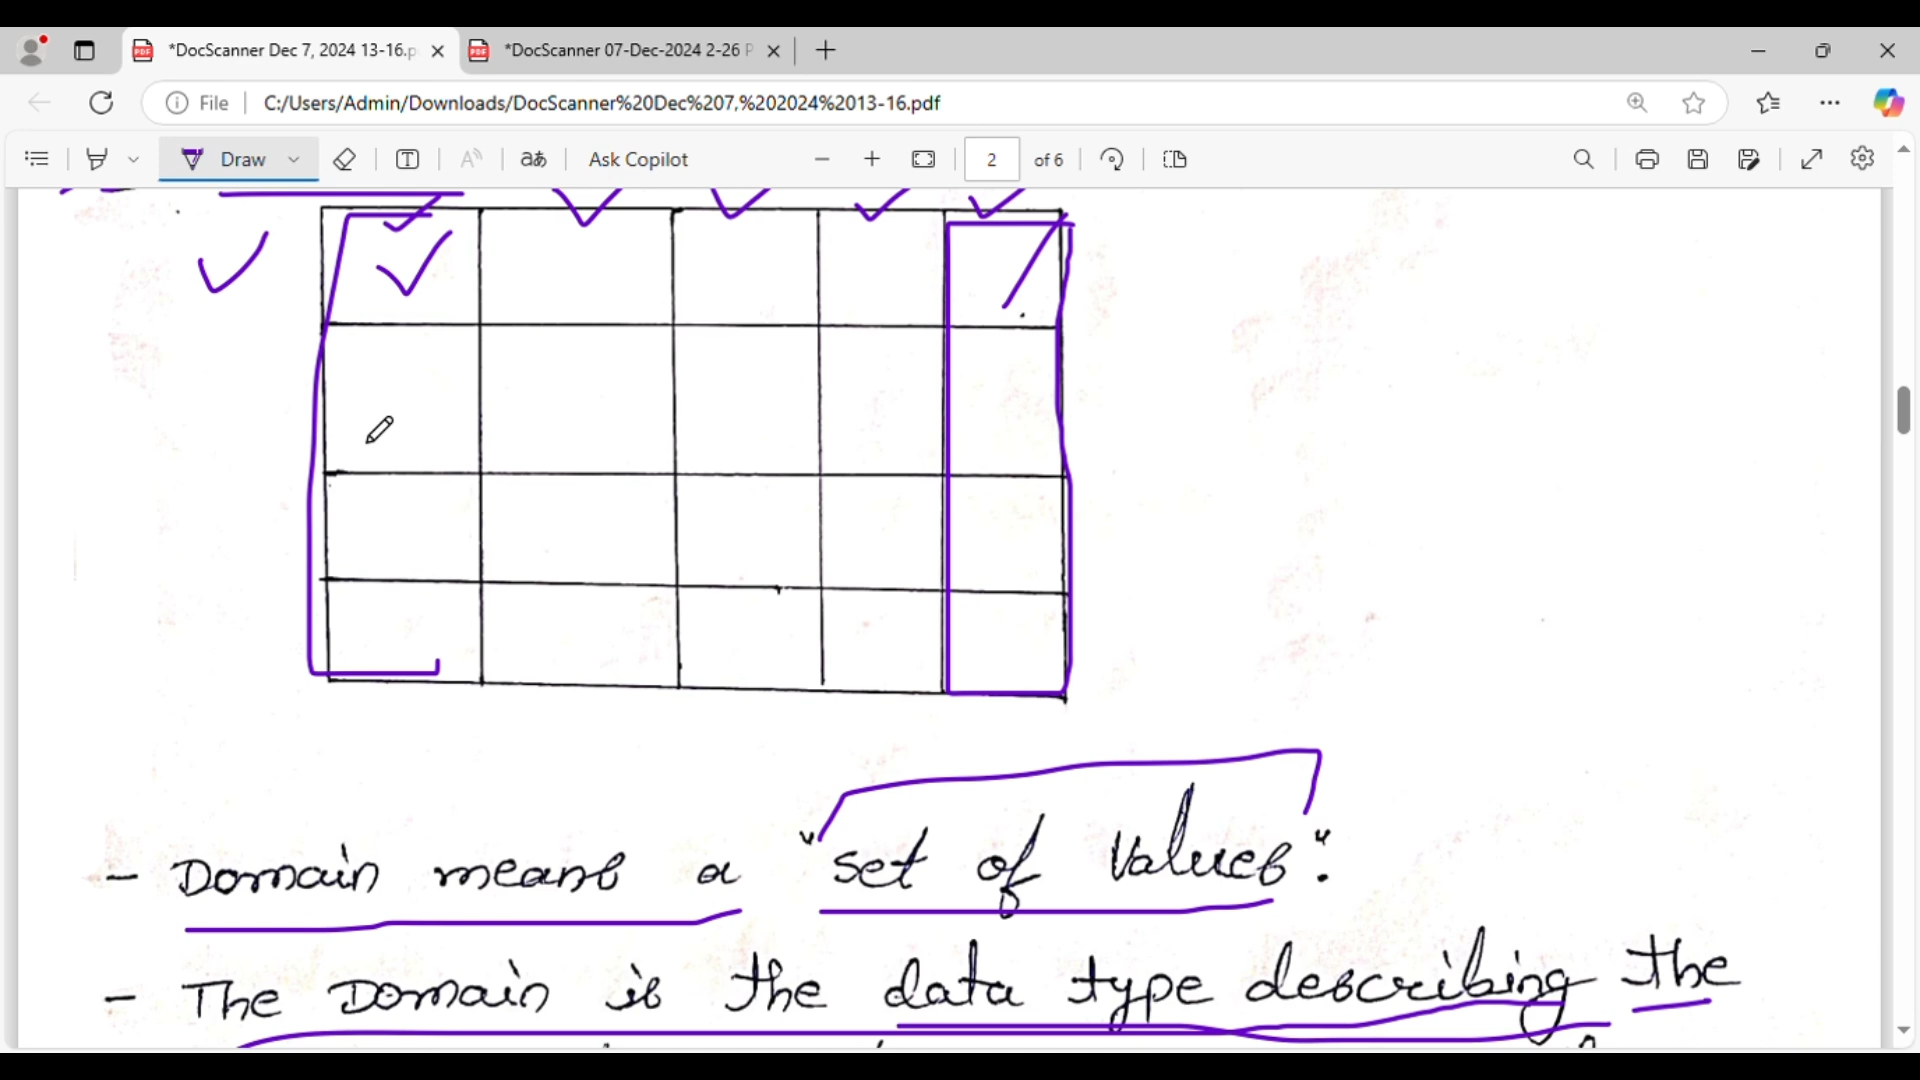 *DocScanner Dec 7, 2024 13-16.p
*DocScanner 07-Dec-2024 2-26 P
File
C:/Users/Admin/Downloads/DocScanner%20Dec%207,%202024%2013-16.pdf
Draw
Ask Copilot
2 of 6
- Domain means a "set of Values".
- The Domain is the data type describing the